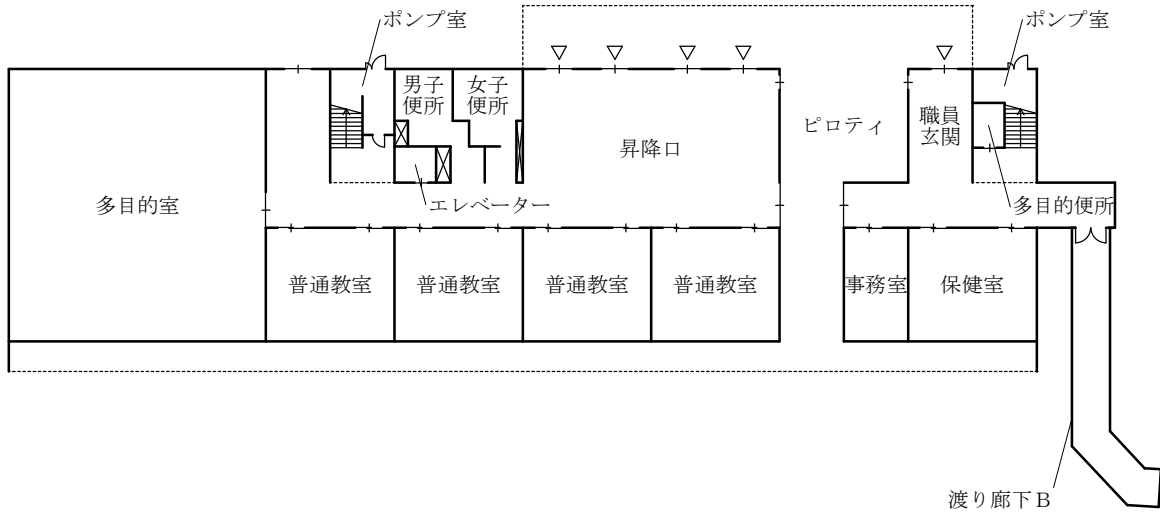 ポンプ室
ポンプ室
男子
便所
女子
便所
昇降口
ピロティ
職員
玄関
多目的室
エレベーター
多目的便所
普通教室
普通教室
普通教室
普通教室
事務室
保健室
渡り廊下B